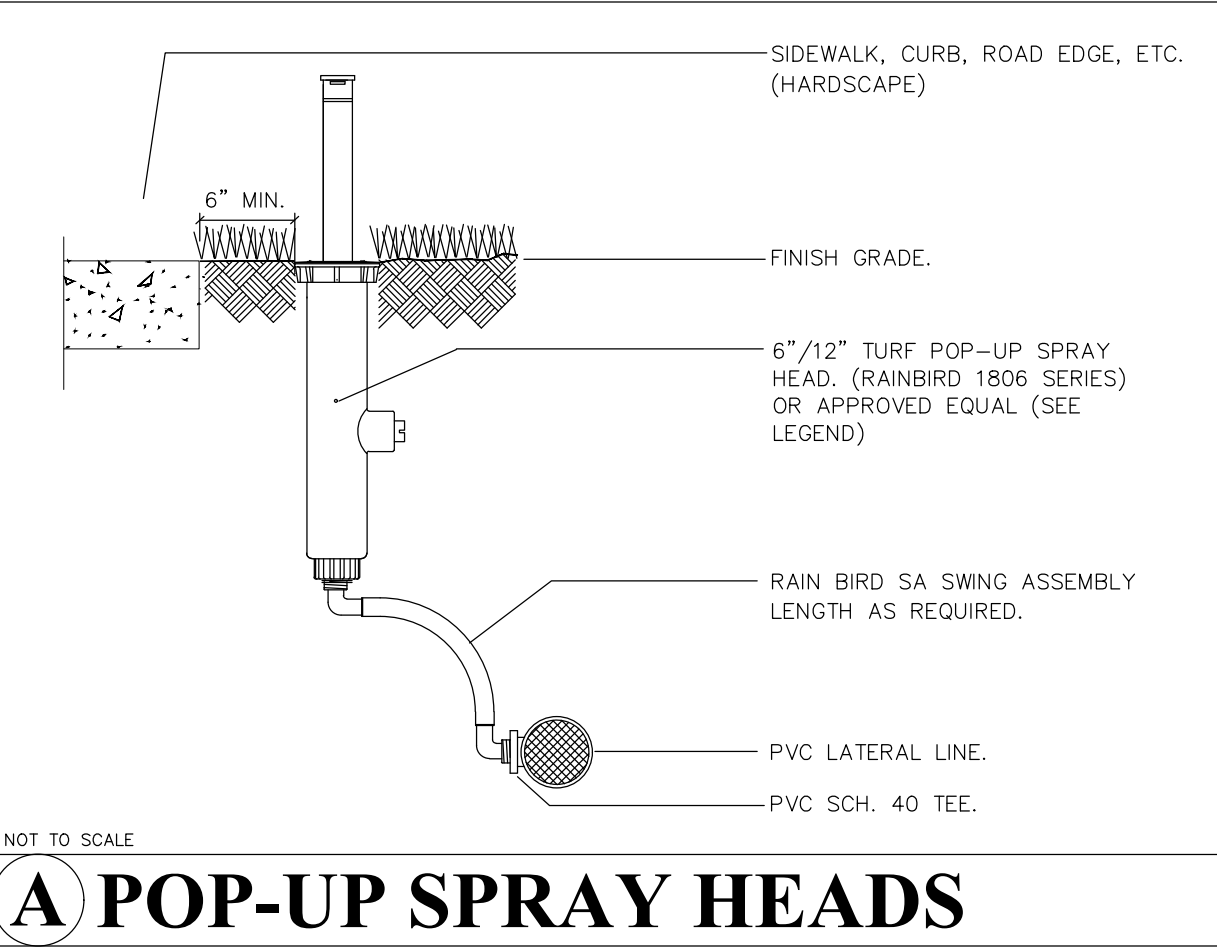 SIDEWALK, CURB, ROAD EDGE, ETC.
(HARDSCAPE)
6” MIN.
FINISH GRADE.
6”/12” TURF POP–UP SPRAY
HEAD. (RAINBIRD 1806 SERIES)
OR APPROVED EQUAL (SEE
LEGEND)
RAIN BIRD SA SWING ASSEMBLY
LENGTH AS REQUIRED.
PVC LATERAL LINE.
PVC SCH. 40 TEE.
NOT TO SCALE
A POP-UP SPRAY HEADS